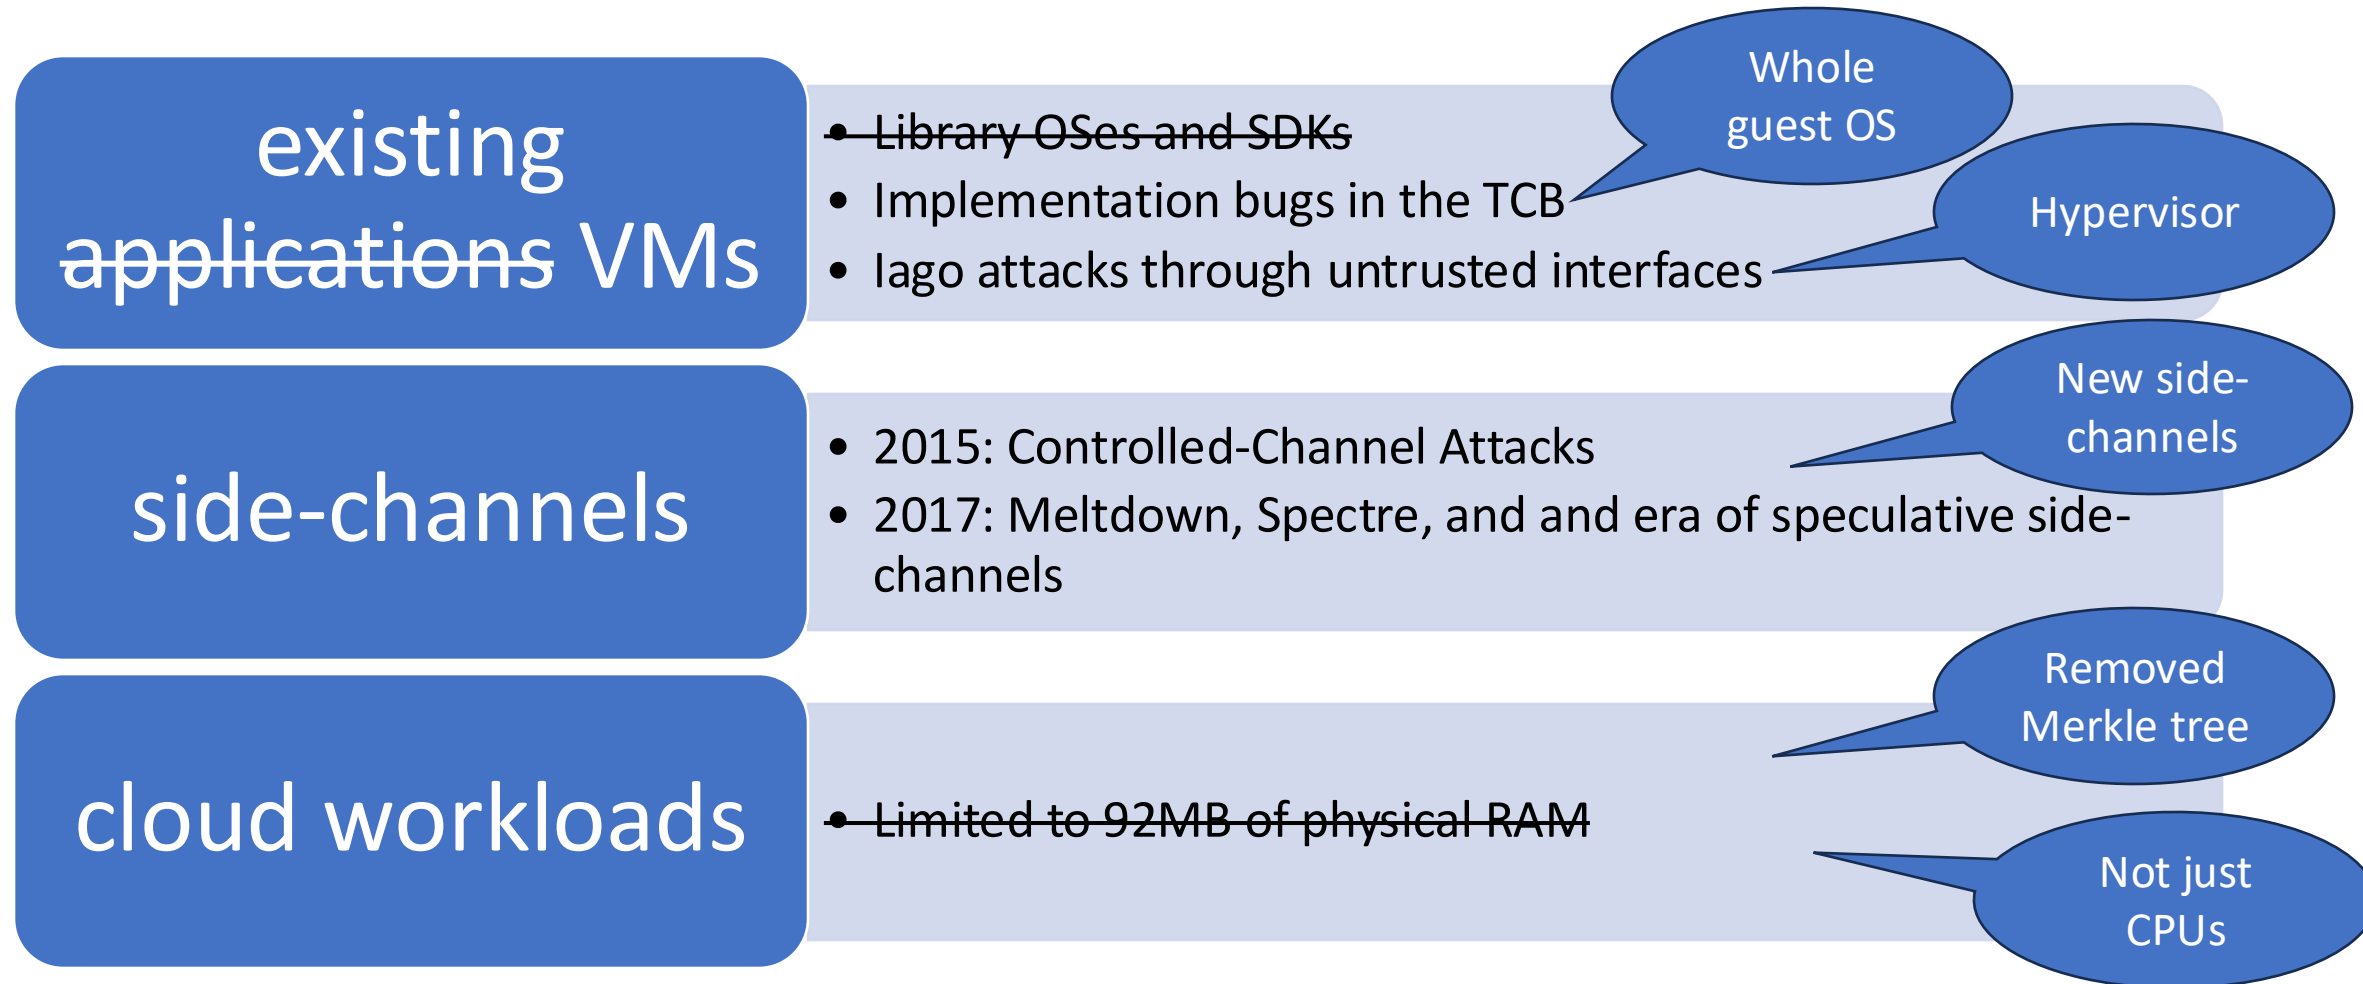 existing
applications VMs
• Library OSes and SDKs
• Implementation bugs in the TCB
• Iago attacks through untrusted interfaces
Whole
guest OS
Hypervisor
side-channels
• 2015: Controlled-Channel Attacks
• 2017: Meltdown, Spectre, and and era of speculative side-
channels
New side-
channels
cloud workloads
• Limited to 92MB of physical RAM
Removed
Merkle tree
Not just
CPUs